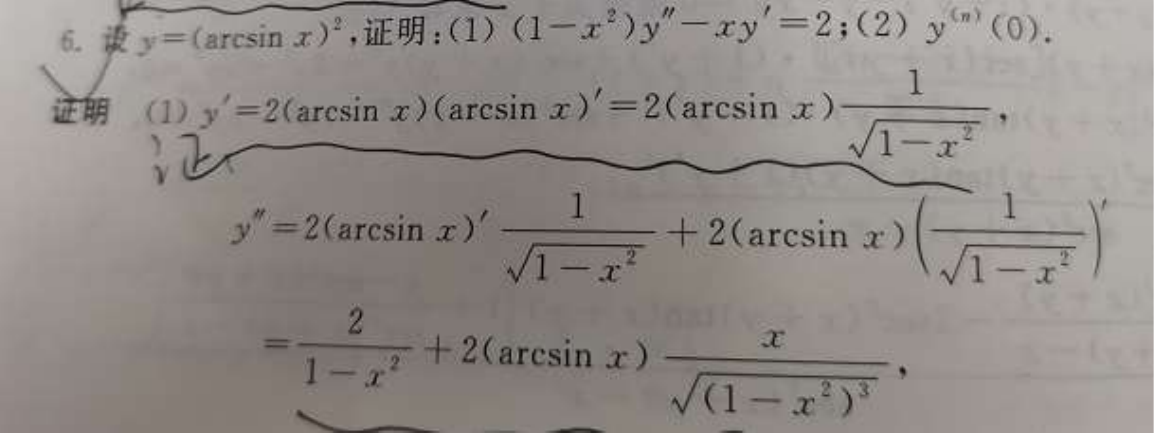 6. 设 y=(arcsin x)²,证明:(1) (1-x²)y″-xy′=2;(2) y⁽ⁿ⁾(0).
证明 (1) y′=2(arcsin x)(arcsin x)′=2(arcsin x) 1/√(1-x²),
y″=2(arcsin x)′ 1/√(1-x²) + 2(arcsin x)(1/√(1-x²))′
= 2/(1-x²) + 2(arcsin x) x/√((1-x²)³),